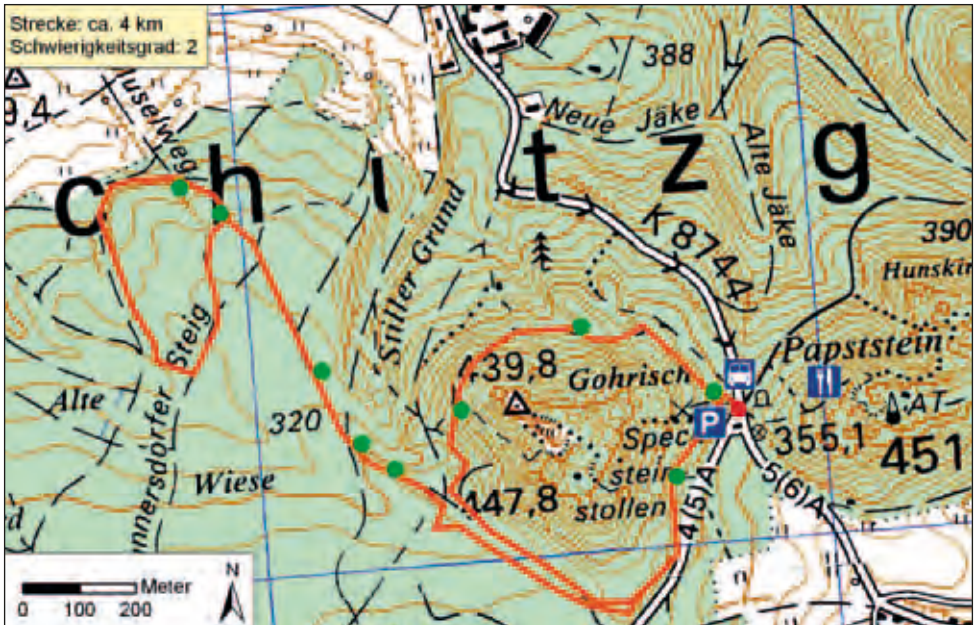 Strecke: ca. 4 km
Schwierigkeitsgrad: 2
9,4
uselweg
388
Neue Jäke
Alte Jäke
c h l t z g
K 8744
390
Stiller Grund
Papststein
439,8
Gohrisch
Steig
Alte
320
P
D
AT
Spec
stein
stollen
355,1
451
Wiese
nnersdorfer
447,8
4(5)A
5(6)A
Meter
0 100 200
N